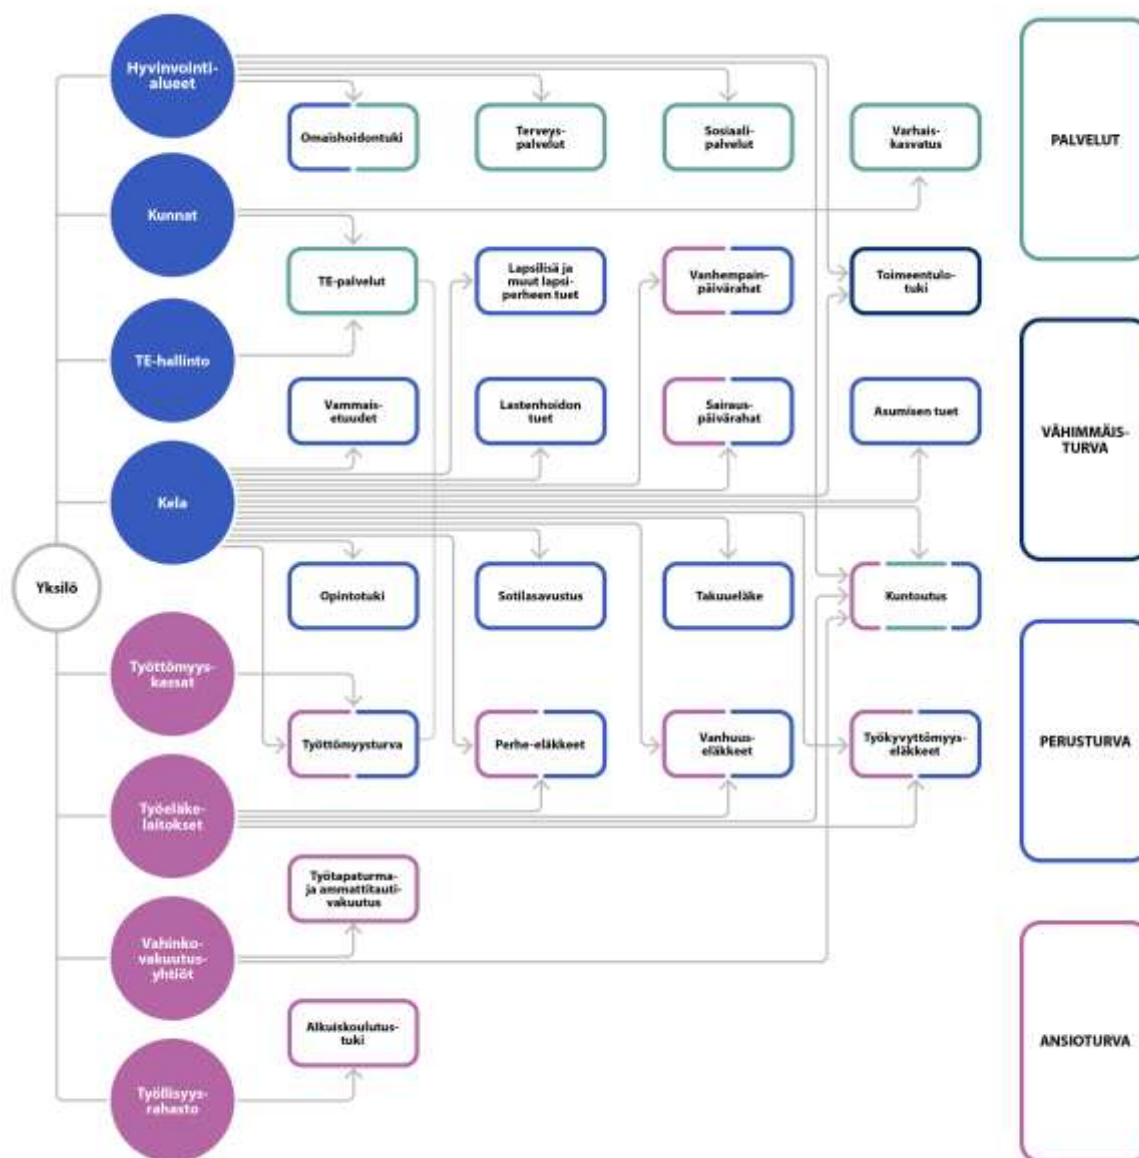 Hyvinvointi-
alueet
Omaishoidontuki
Terveys-
palvelut
Sosiaali-
palvelut
Varhais-
kasvatus
PALVELUT
Kunnat
TE-palvelut
Lapsilisä ja
muut lapsi-
perheen tuet
Vanhempain-
päivärahat
Toimeentulo-
tuki
TE-hallinto
Vammais-
etuudet
Lastenhoidon
tuet
Sairaus-
päivärahat
Asumisen tuet
VÄHIMMÄIS-
TURVA
Kela
Yksilö
Opintotuki
Sotilasavustus
Takuueläke
Kuntoutus
Työttömyys-
kassat
Työttömyysturva
Perhe-eläkkeet
Vanhuus-
eläkkeet
Työkyvyttömyys-
eläkkeet
PERUSTURVA
Työeläke-
laitokset
Työtapaturma-
ja ammattitauti-
vakuutus
Vahinko-
vakuutus-
yhtiöt
Alkuiskoulutus-
tuki
ANSIOTURVA
Työllisyys-
rahasto